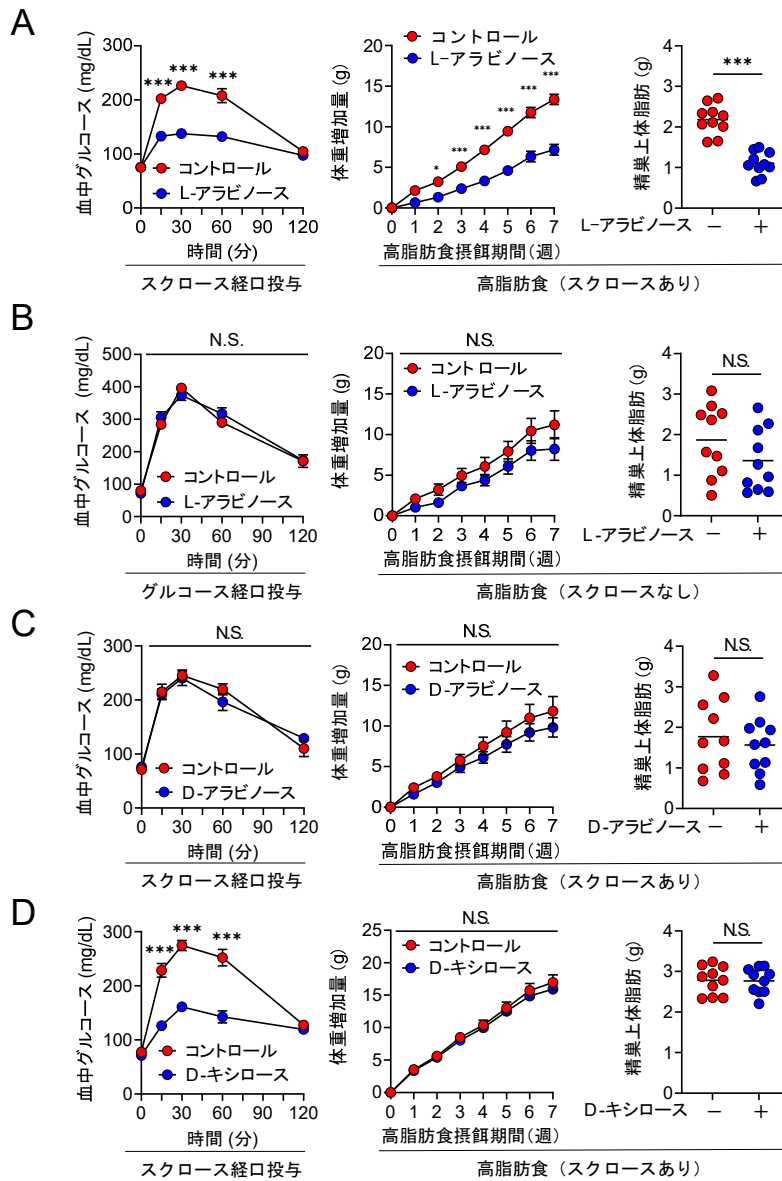 A
血中グルコース (mg/dL)
300
200
100
0
*** *** ***
コントロール
L-アラビノース
0 30 60 90 120
時間 (分)
スクロース経口投与
体重増加量 (g)
20
15
10
5
0
コントロール
L-アラビノース
* *** *** *** *** ***
0 1 2 3 4 5 6 7
高脂肪食摂餌期間 (週)
精巣上体脂肪 (g)
4
3
2
1
0
***
L-アラビノース － ＋
高脂肪食 (スクロースあり)
B
血中グルコース (mg/dL)
500
400
300
200
100
0
N.S.
コントロール
L-アラビノース
0 30 60 90 120
時間 (分)
グルコース経口投与
体重増加量 (g)
20
15
10
5
0
N.S.
コントロール
L-アラビノース
0 1 2 3 4 5 6 7
高脂肪食摂餌期間 (週)
精巣上体脂肪 (g)
4
3
2
1
0
N.S.
L-アラビノース － ＋
高脂肪食 (スクロースなし)
C
血中グルコース (mg/dL)
300
200
100
0
N.S.
コントロール
D-アラビノース
0 30 60 90 120
時間 (分)
スクロース経口投与
体重増加量 (g)
20
15
10
5
0
N.S.
コントロール
D-アラビノース
0 1 2 3 4 5 6 7
高脂肪食摂餌期間 (週)
精巣上体脂肪 (g)
4
3
2
1
0
N.S.
D-アラビノース － ＋
高脂肪食 (スクロースあり)
D
血中グルコース (mg/dL)
300
200
100
0
*** *** ***
コントロール
D-キシロース
0 30 60 90 120
時間 (分)
スクロース経口投与
体重増加量 (g)
25
20
15
10
5
0
N.S.
コントロール
D-キシロース
0 1 2 3 4 5 6 7
高脂肪食摂餌期間 (週)
精巣上体脂肪 (g)
4
3
2
1
0
N.S.
D-キシロース － ＋
高脂肪食 (スクロースあり)